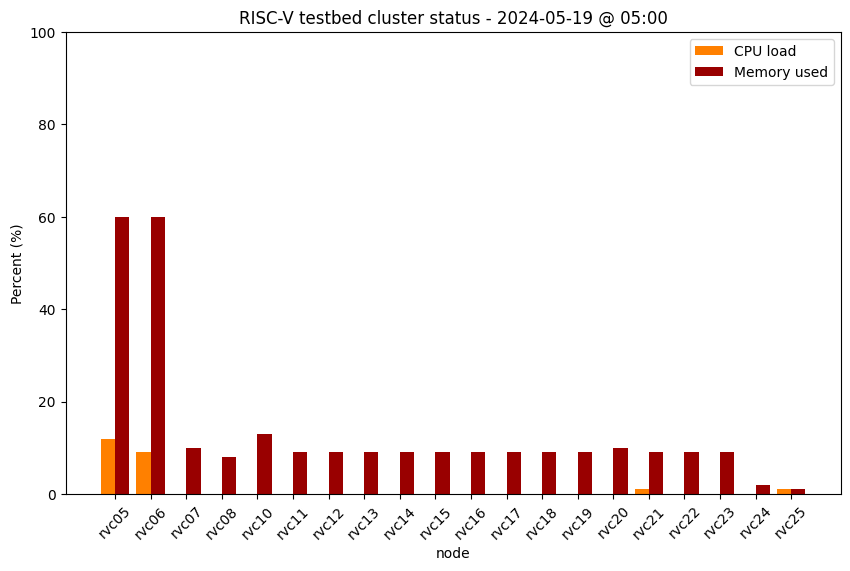 RISC-V testbed cluster status - 2024-05-19 @ 05:00
CPU load
Memory used
Percent (%)
100
80
60
40
20
0
rvc05 rvc06 rvc07 rvc08 rvc10 rvc11 rvc12 rvc13 rvc14 rvc15 rvc16 rvc17 rvc18 rvc19 rvc20 rvc21 rvc22 rvc23 rvc24 rvc25
node